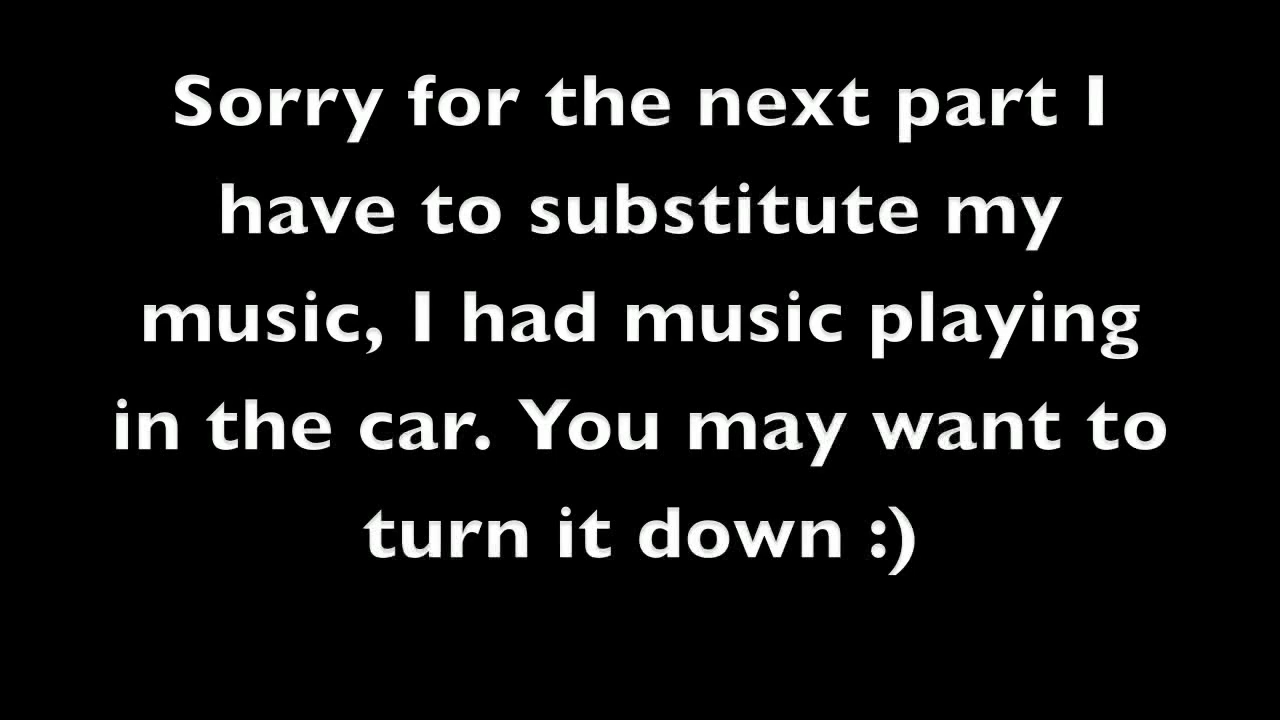 Sorry for the next part I
have to substitute my
music, I had music playing
in the car. You may want to
turn it down :)